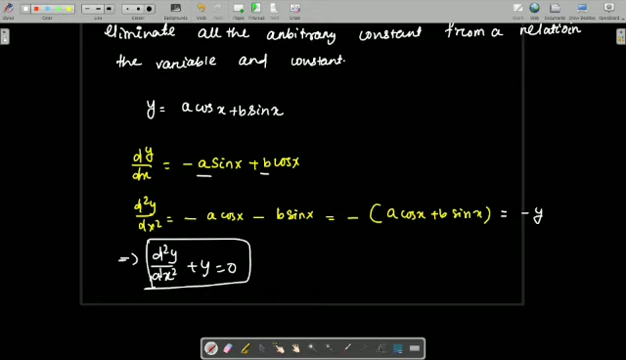 eliminate all the arbitrary constant from a relation
the variable and constant.
y = a cos x + b sin x
dy/dx = - a sin x + b cos x
d²y/dx² = - a cos x - b sin x = - (a cos x + b sin x) = - y
=> d²y/dx² + y = 0